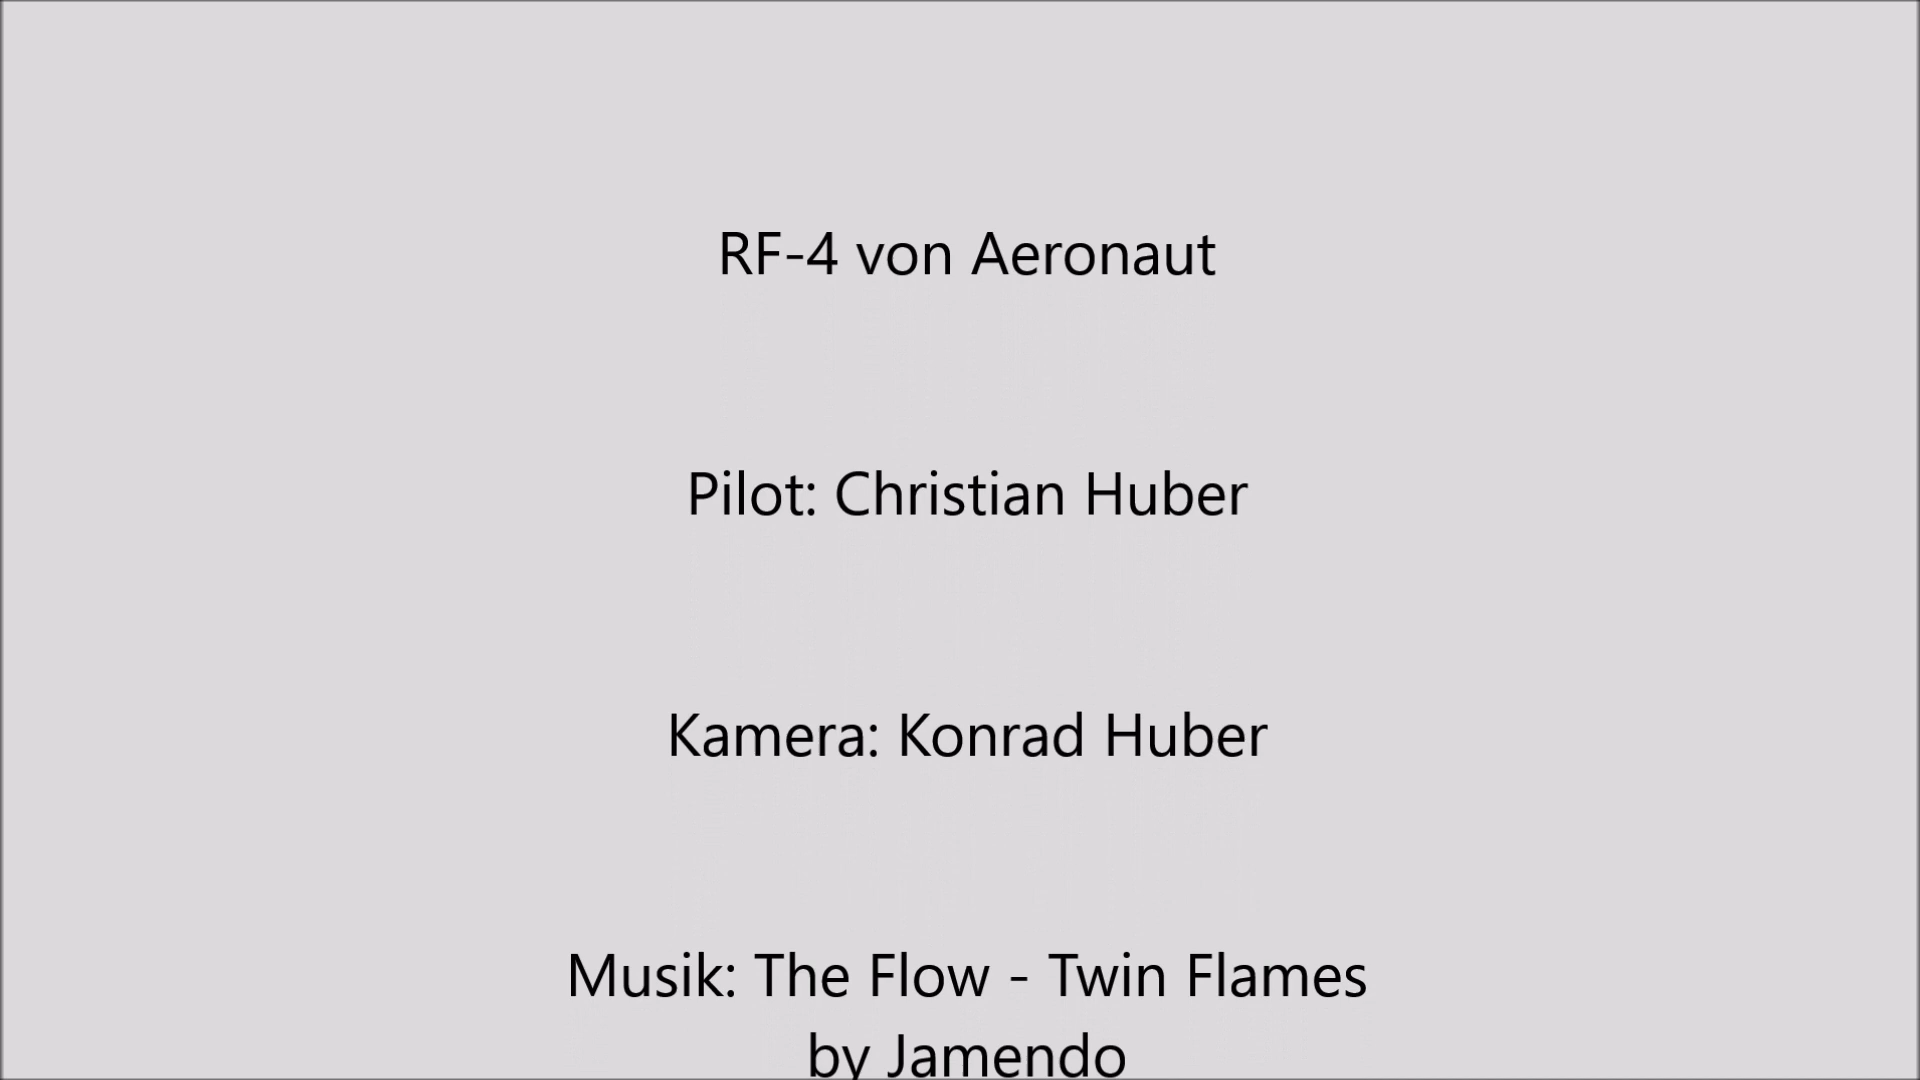 RF-4 von Aeronaut
Pilot: Christian Huber
Kamera: Konrad Huber
Musik: The Flow - Twin Flames
by Jamendo